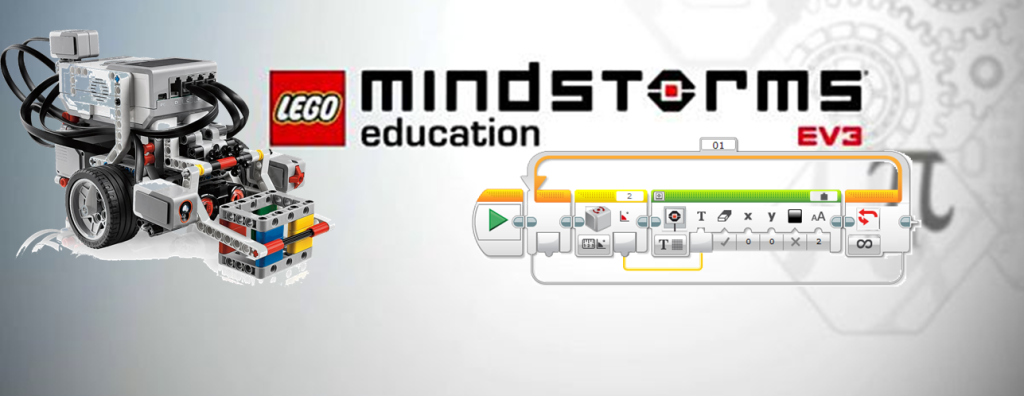 LEGO
mindstorms
education
EV3
01
2
T
x
y
AA
T
0
0
2
∞
π